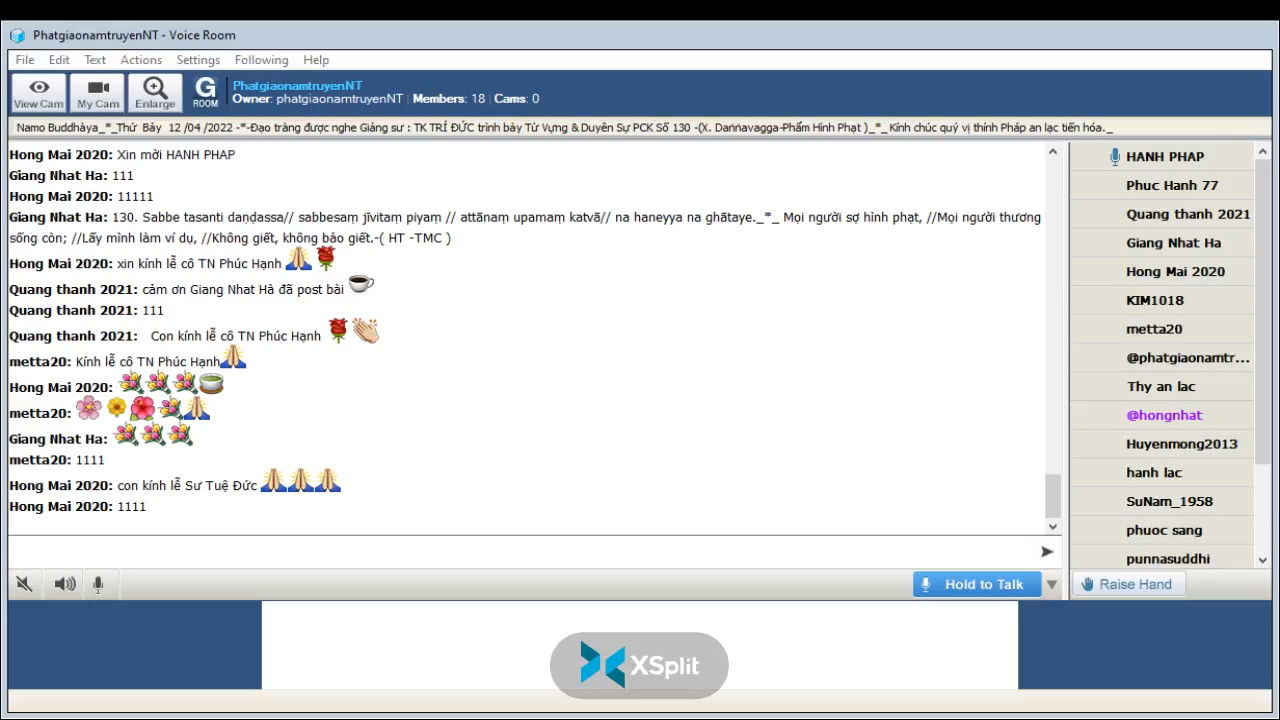 PhatgiaonamtruyenNT - Voice Room
File Edit Text Actions Settings Following Help
View Cam My Cam Enlarge G ROOM
PhatgiaonamtruyenNT
Owner: phatgiaonamtruyenNT | Members: 18 | Cams: 0
Namo Buddhàya_*_Thứ Bảy 12 /04 /2022 -*-Đạo tràng được nghe Giảng sư : TK TRÍ ĐỨC trình bày Từ Vựng & Duyên Sự PCK Số 130 -(X. Daṇṇavagga-Phẩm Hình Phạt )_*_ Kính chúc quý vị thính Pháp an lạc tiến hóa._
Hong Mai 2020: Xin mời HANH PHAP
Giang Nhat Ha: 111
Hong Mai 2020: 11111
Giang Nhat Ha: 130. Sabbe tasanti daṇḍassa// sabbesaṃ jīvitaṃ piyaṃ // attānaṃ upamaṃ katvā// na haneyya na ghātaye._*_ Mọi người sợ hình phạt, //Mọi người thương
sống còn; //Lấy mình làm ví dụ, //Không giết, không bảo giết.-( HT -TMC )
Hong Mai 2020: xin kính lễ cô TN Phúc Hạnh
Quang thanh 2021: cảm ơn Giang Nhat Hà đã post bài
Quang thanh 2021: 111
Quang thanh 2021: Con kính lễ cô TN Phúc Hạnh
metta20: Kính lễ cô TN Phúc Hạnh
Hong Mai 2020:
metta20:
Giang Nhat Ha:
metta20: 1111
Hong Mai 2020: con kính lễ Sư Tuệ Đức
Hong Mai 2020: 1111
HANH PHAP
Phuc Hanh 77
Quang thanh 2021
Giang Nhat Ha
Hong Mai 2020
KIM1018
metta20
@phatgiaonamtr...
Thy an lac
@hongnhat
Huyenmong2013
hanh lac
SuNam_1958
phuoc sang
punnasuddhi
Hold to Talk
Raise Hand
XSplit